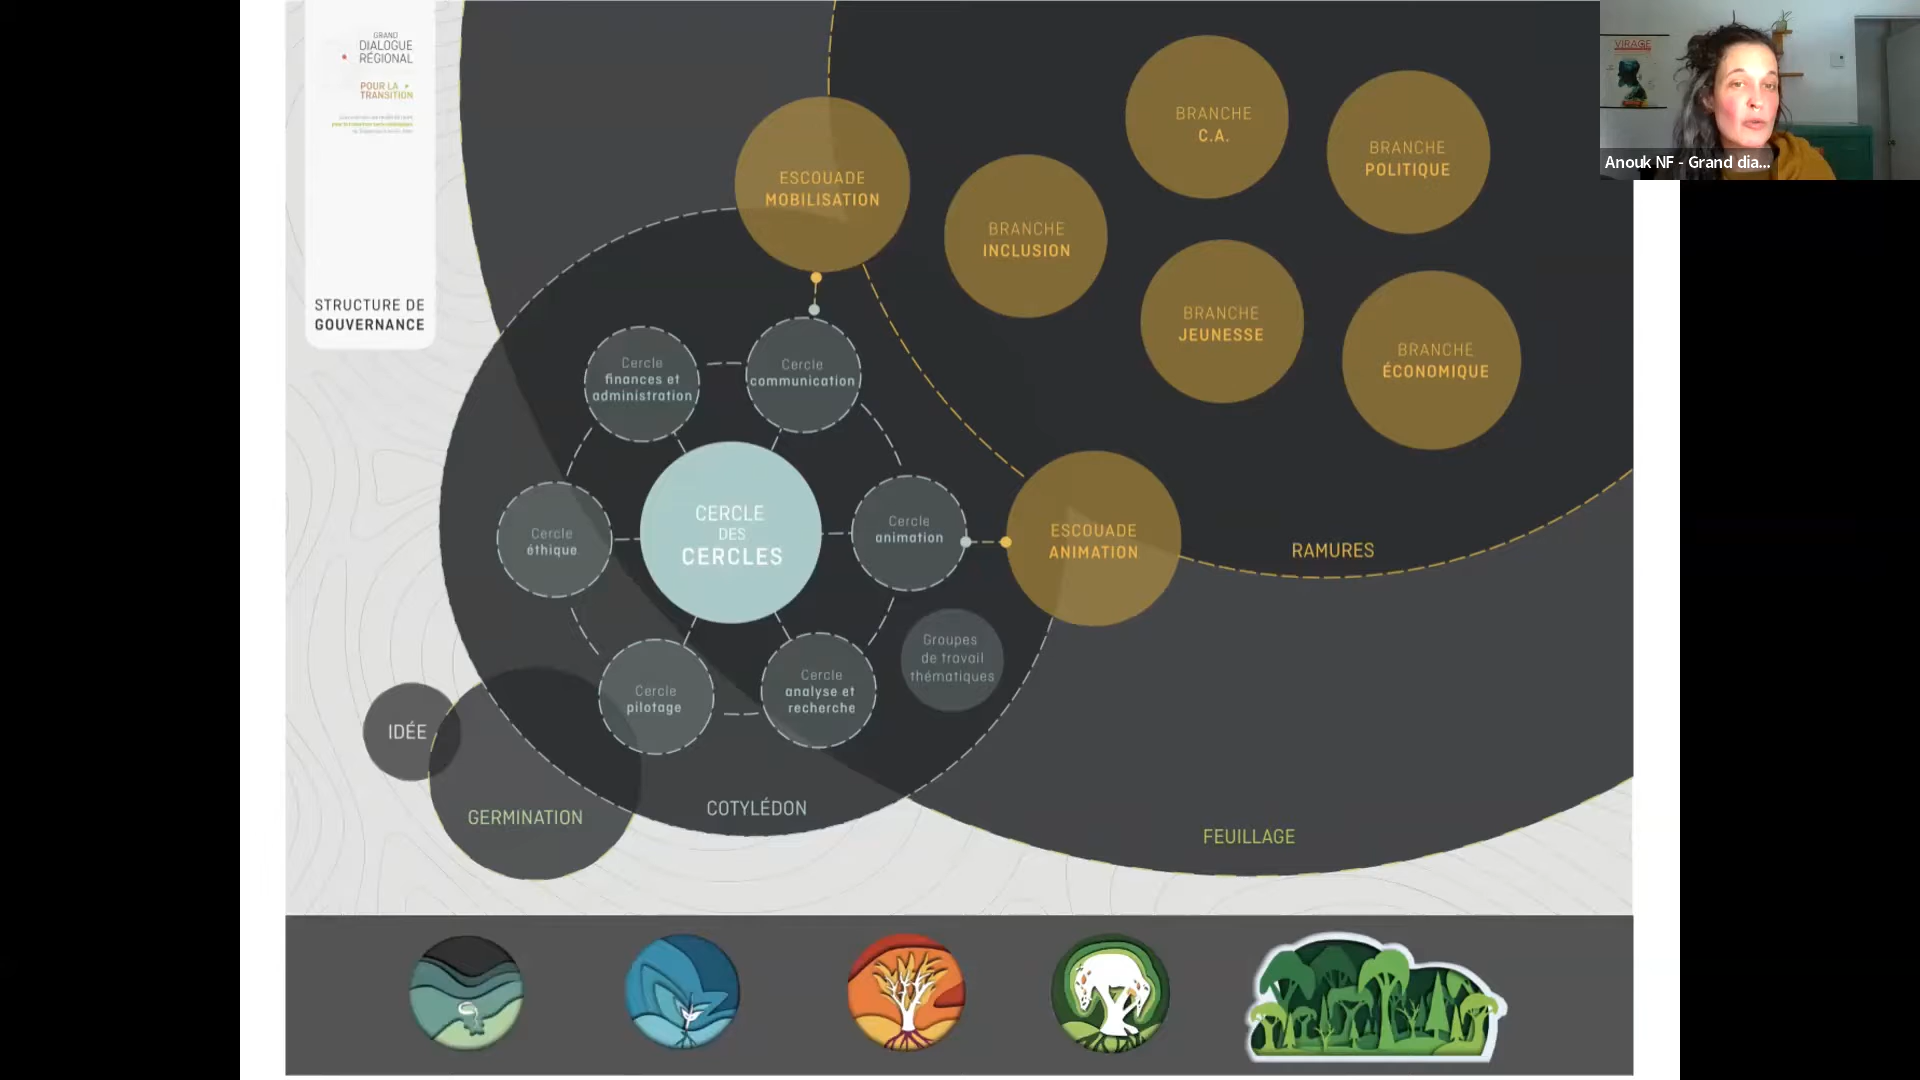 GRAND
DIALOGUE
RÉGIONAL
POUR LA
TRANSITION
STRUCTURE DE
GOUVERNANCE
ESCOUADE
MOBILISATION
BRANCHE
C.A.
BRANCHE
POLITIQUE
BRANCHE
INCLUSION
BRANCHE
JEUNESSE
BRANCHE
ÉCONOMIQUE
Cercle
finances et
administration
Cercle
communication
CERCLE
DES
CERCLES
Cercle
éthique
Cercle
animation
ESCOUADE
ANIMATION
RAMURES
Groupes
de travail
thématiques
Cercle
pilotage
Cercle
analyse et
recherche
IDÉE
GERMINATION
COTYLÉDON
FEUILLAGE
VIRAGE
Anouk NF - Grand dia...